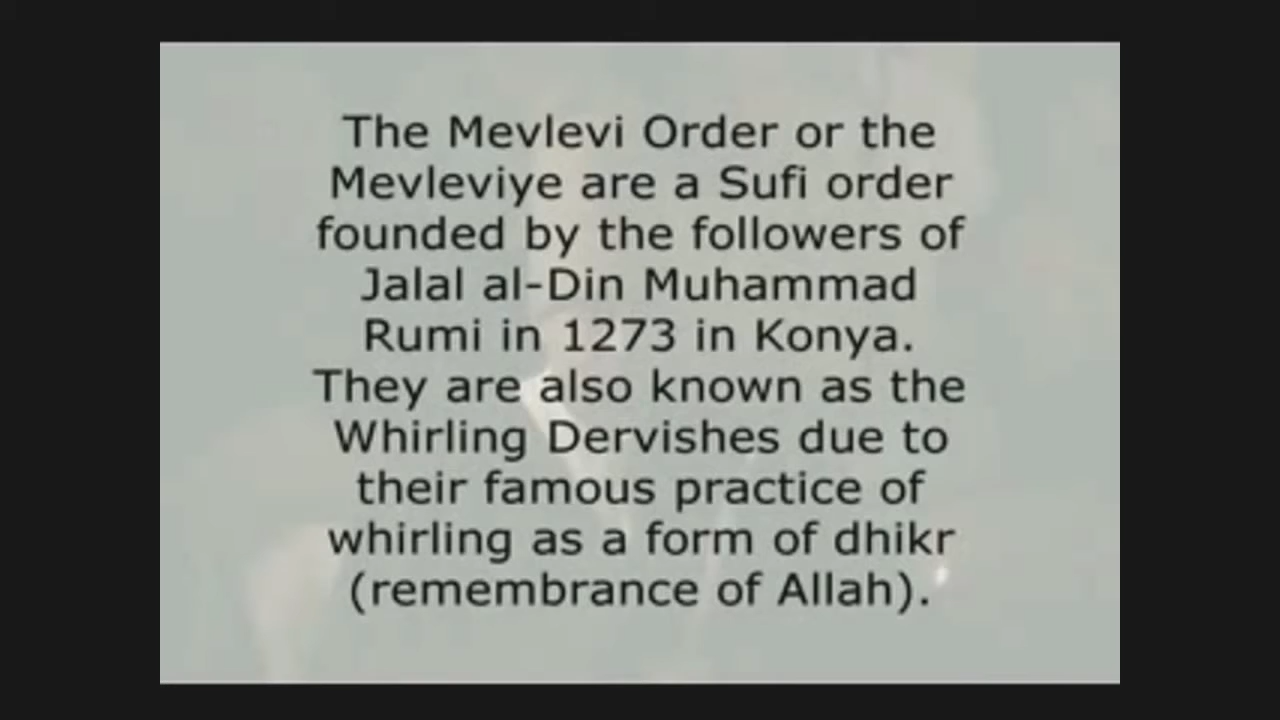 The Mevlevi Order or the
Mevleviye are a Sufi order
founded by the followers of
Jalal al-Din Muhammad
Rumi in 1273 in Konya.
They are also known as the
Whirling Dervishes due to
their famous practice of
whirling as a form of dhikr
(remembrance of Allah).